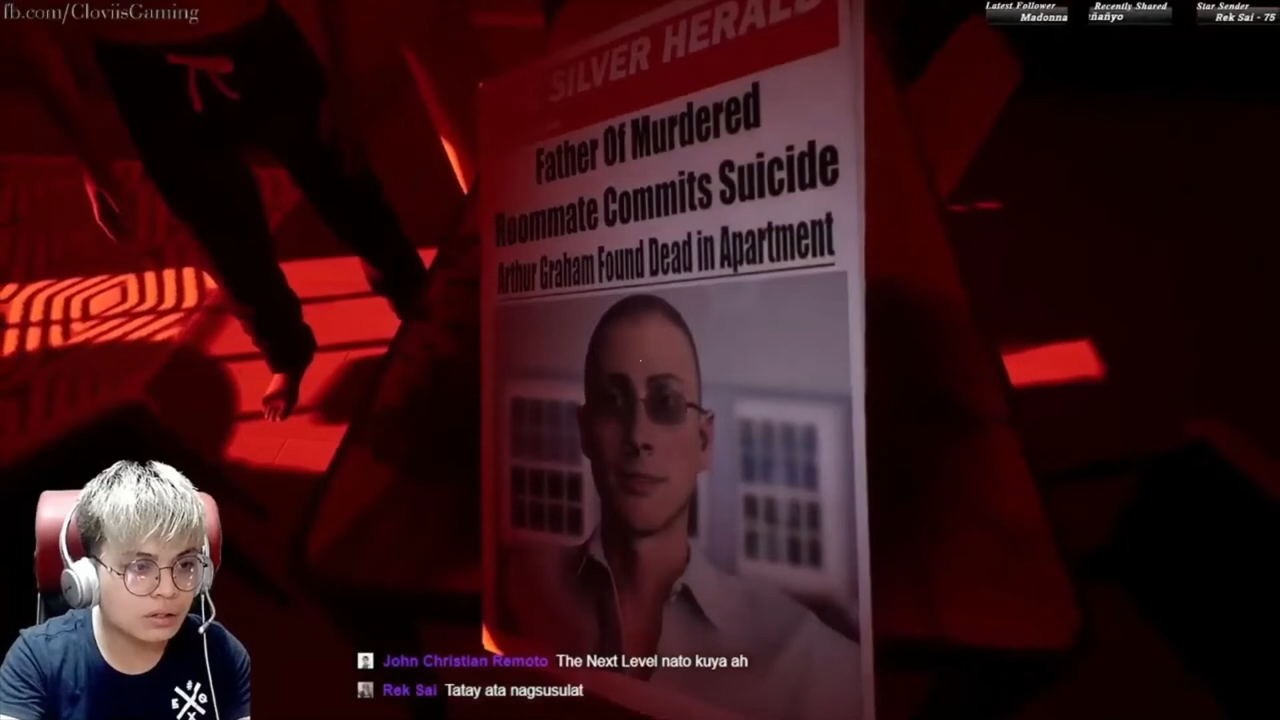 fb.com/CloviisGaming
Latest Follower
Madonna
Recently Shared
ñañyo
Star Sender
Rek Sai - 75
SILVER HERALD
Father Of Murdered
Roommate Commits Suicide
Arthur Graham Found Dead in Apartment
John Christian Remoto The Next Level nato kuya ah
Rek Sai Tatay ata nagsusulat